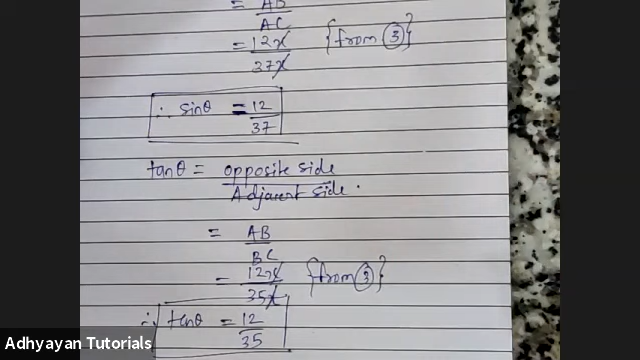 = AB
AC
= 12x {from ③}
37x
∴ sinθ = 12
37
tanθ = opposite side
Adjacent side.
= AB
BC
= 12x {from ③}
35x
∴ tanθ = 12
35
Adhyayan Tutorials